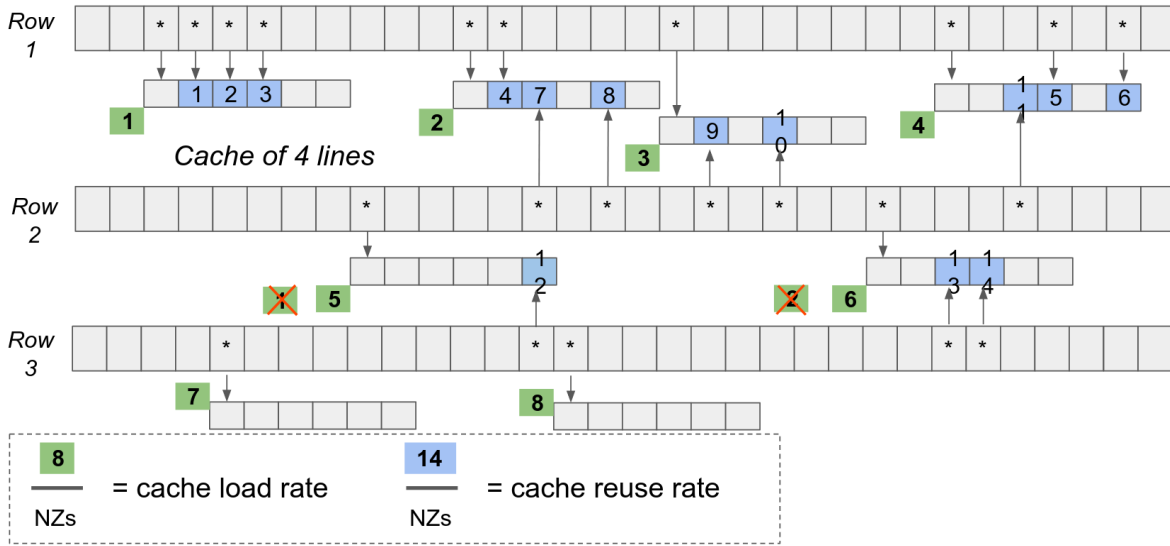 Row 1
* * * * * * * * * *
1 2 3 4 7 8 1 1 5 6
1 2 4
9 1 0
3
Cache of 4 lines
Row 2
* * * * * * *
1 2 1 3 1 4
1 5 2 6
Row 3
* * * * *
7 8
8 14
= cache load rate = cache reuse rate
NZs NZs